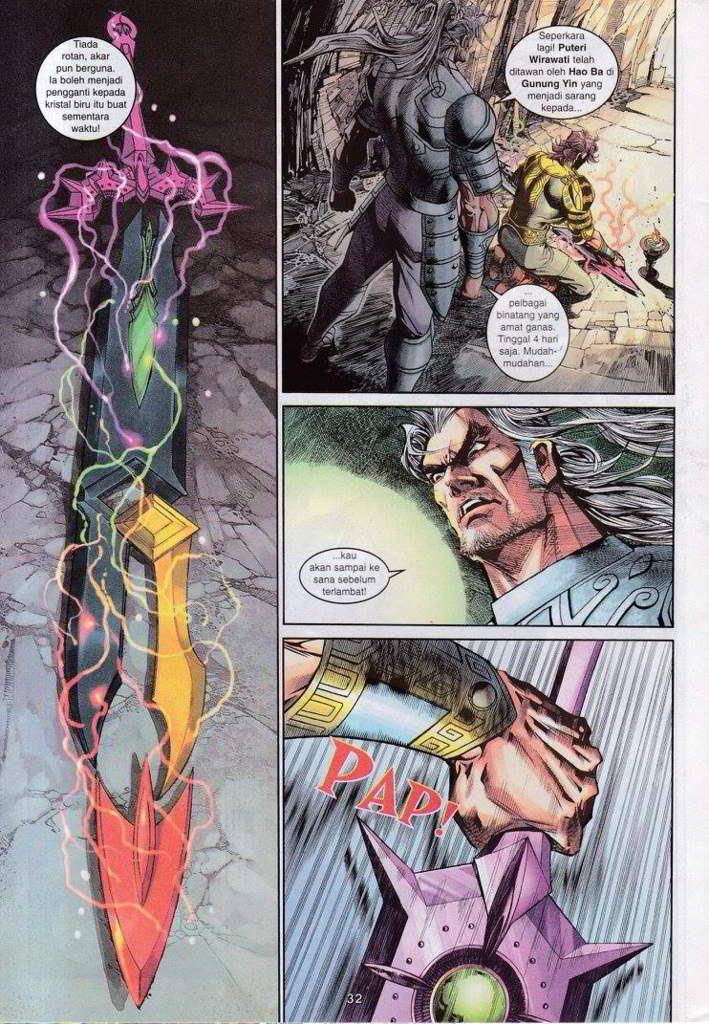 Tiada
rotan, akar
pun berguna.
Ia boleh menjadi
pengganti kepada
kristal biru itu buat
sementara
waktu!
Seperkara
lagi! Puteri
Wirawati telah
ditawan oleh Hao Ba di
Gunung Yin yang
menjadi sarang
kepada...
...
pelbagai
binatang yang
amat ganas.
Tinggal 4 hari
saja. Mudah-
mudahan...
...kau
akan sampai ke
sana sebelum
terlambat!
PAP!
32